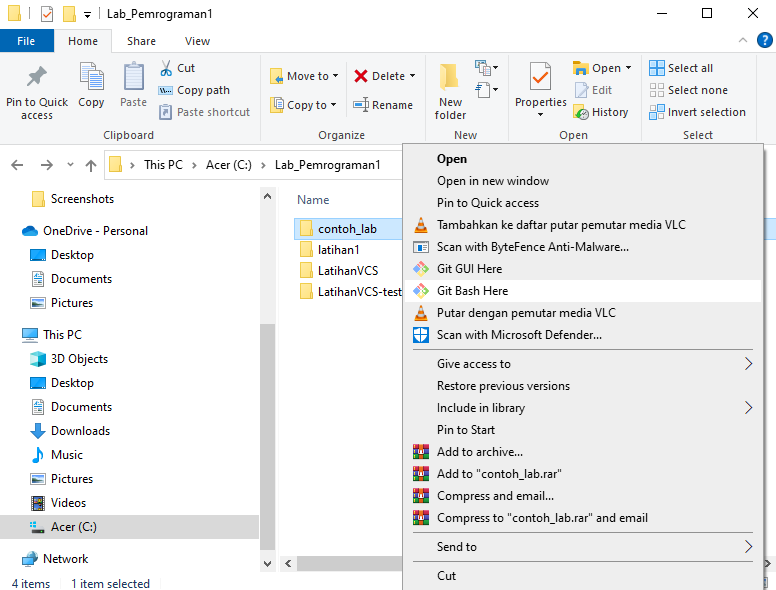 Lab_Pemrograman1
File Home Share View
Pin to Quick access
Copy
Paste
Cut
Copy path
Paste shortcut
Clipboard
Move to
Copy to
Delete
Rename
Organize
New folder
New
Properties
Open
Edit
History
Open
Select all
Select none
Invert selection
Select
This PC > Acer (C:) > Lab_Pemrograman1
Screenshots
OneDrive - Personal
Desktop
Documents
Pictures
This PC
3D Objects
Desktop
Documents
Downloads
Music
Pictures
Videos
Acer (C:)
Network
Name
contoh_lab
latihan1
LatihanVCS
LatihanVCS-test
Open
Open in new window
Pin to Quick access
Tambahkan ke daftar putar pemutar media VLC
Scan with ByteFence Anti-Malware...
Git GUI Here
Git Bash Here
Putar dengan pemutar media VLC
Scan with Microsoft Defender...
Give access to
Restore previous versions
Include in library
Pin to Start
Add to archive...
Add to "contoh_lab.rar"
Compress and email...
Compress to "contoh_lab.rar" and email
Send to
Cut
4 items 1 item selected